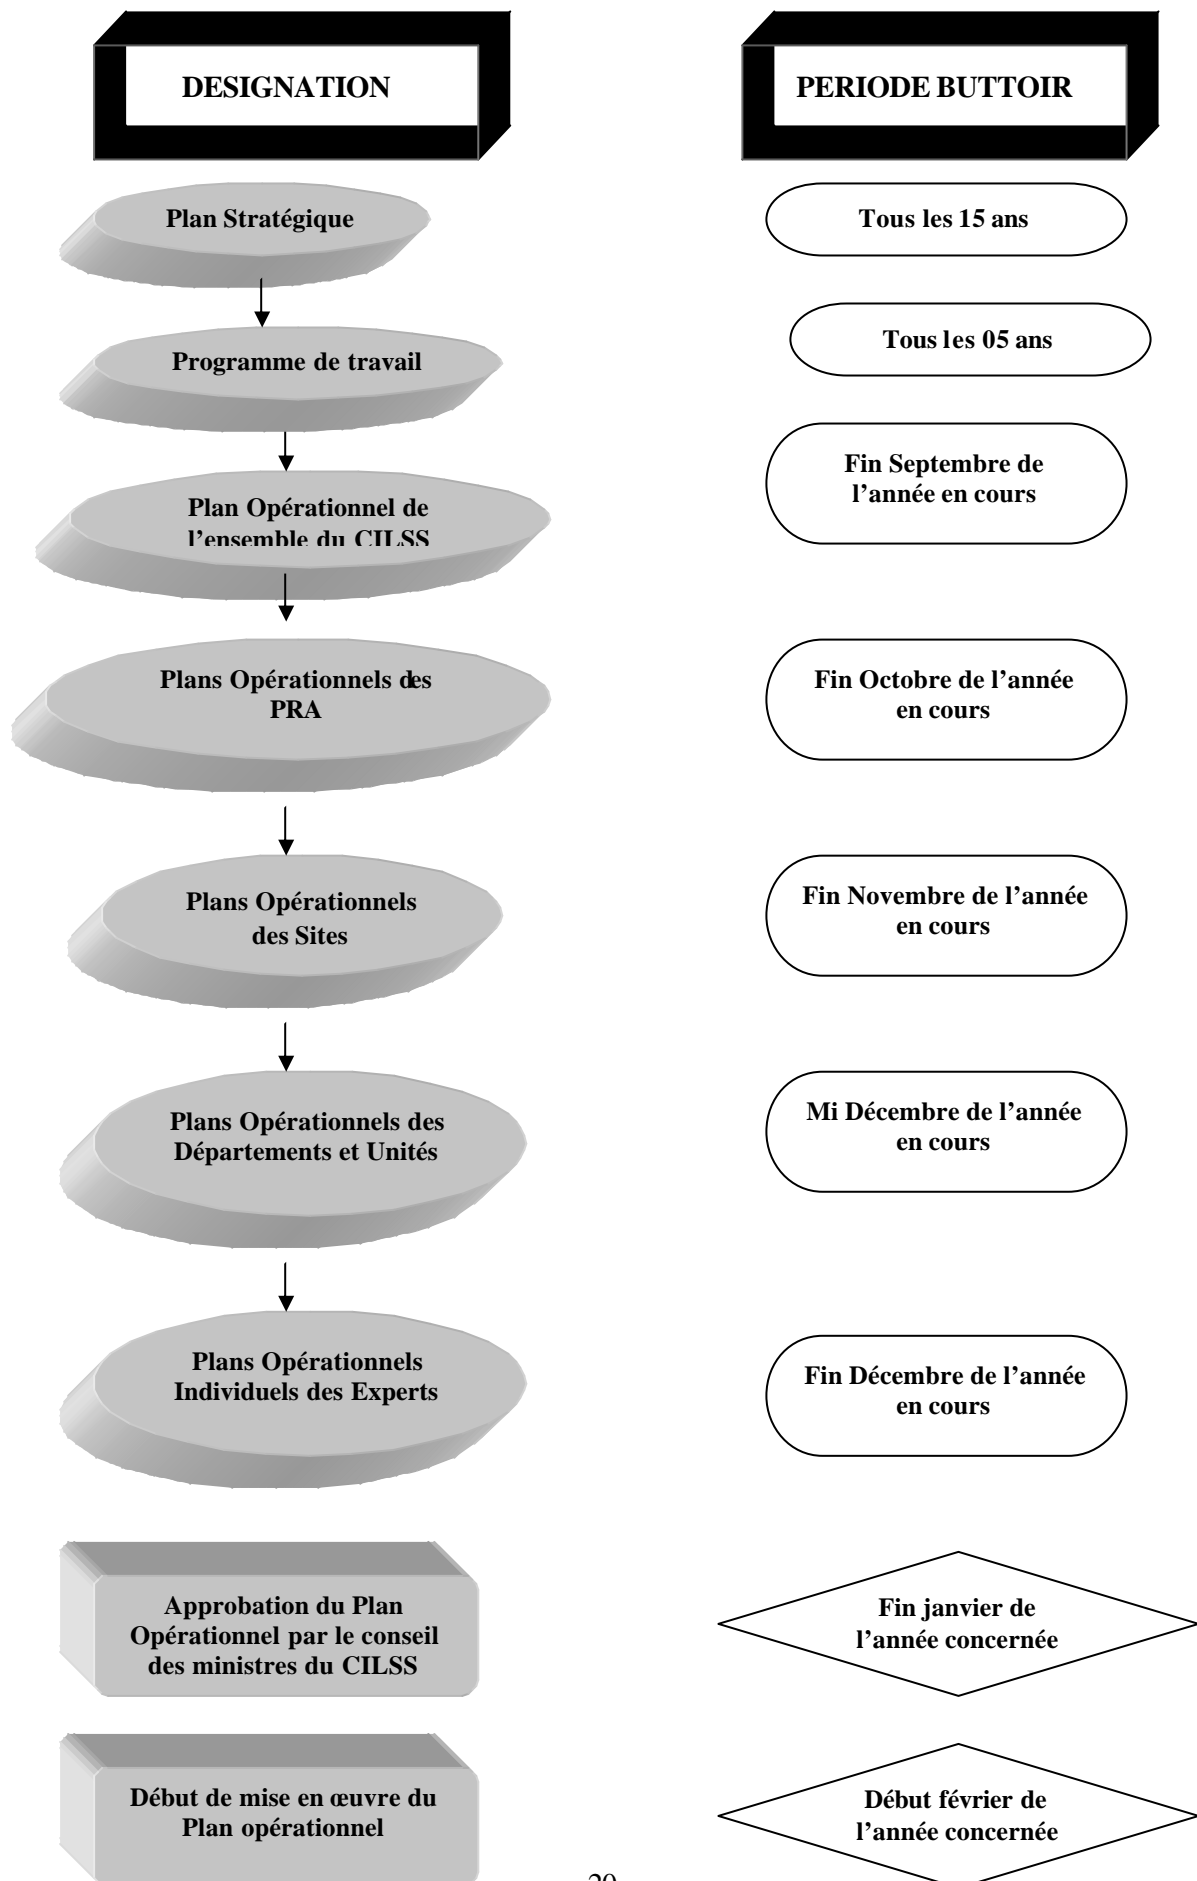 DESIGNATION
PERIODE BUTTOIR
Plan Stratégique
Tous les 15 ans
Programme de travail
Tous les 05 ans
Plan Opérationnel de
l’ensemble du CILSS
Fin Septembre de
l’année en cours
Plans Opérationnels des
PRA
Fin Octobre de l’année
en cours
Plans Opérationnels
des Sites
Fin Novembre de l’année
en cours
Plans Opérationnels des
Départements et Unités
Mi Décembre de l’année
en cours
Plans Opérationnels
Individuels des Experts
Fin Décembre de l’année
en cours
Approbation du Plan
Opérationnel par le conseil
des ministres du CILSS
Fin janvier de
l’année concernée
Début de mise en œuvre du
Plan opérationnel
Début février de
l’année concernée